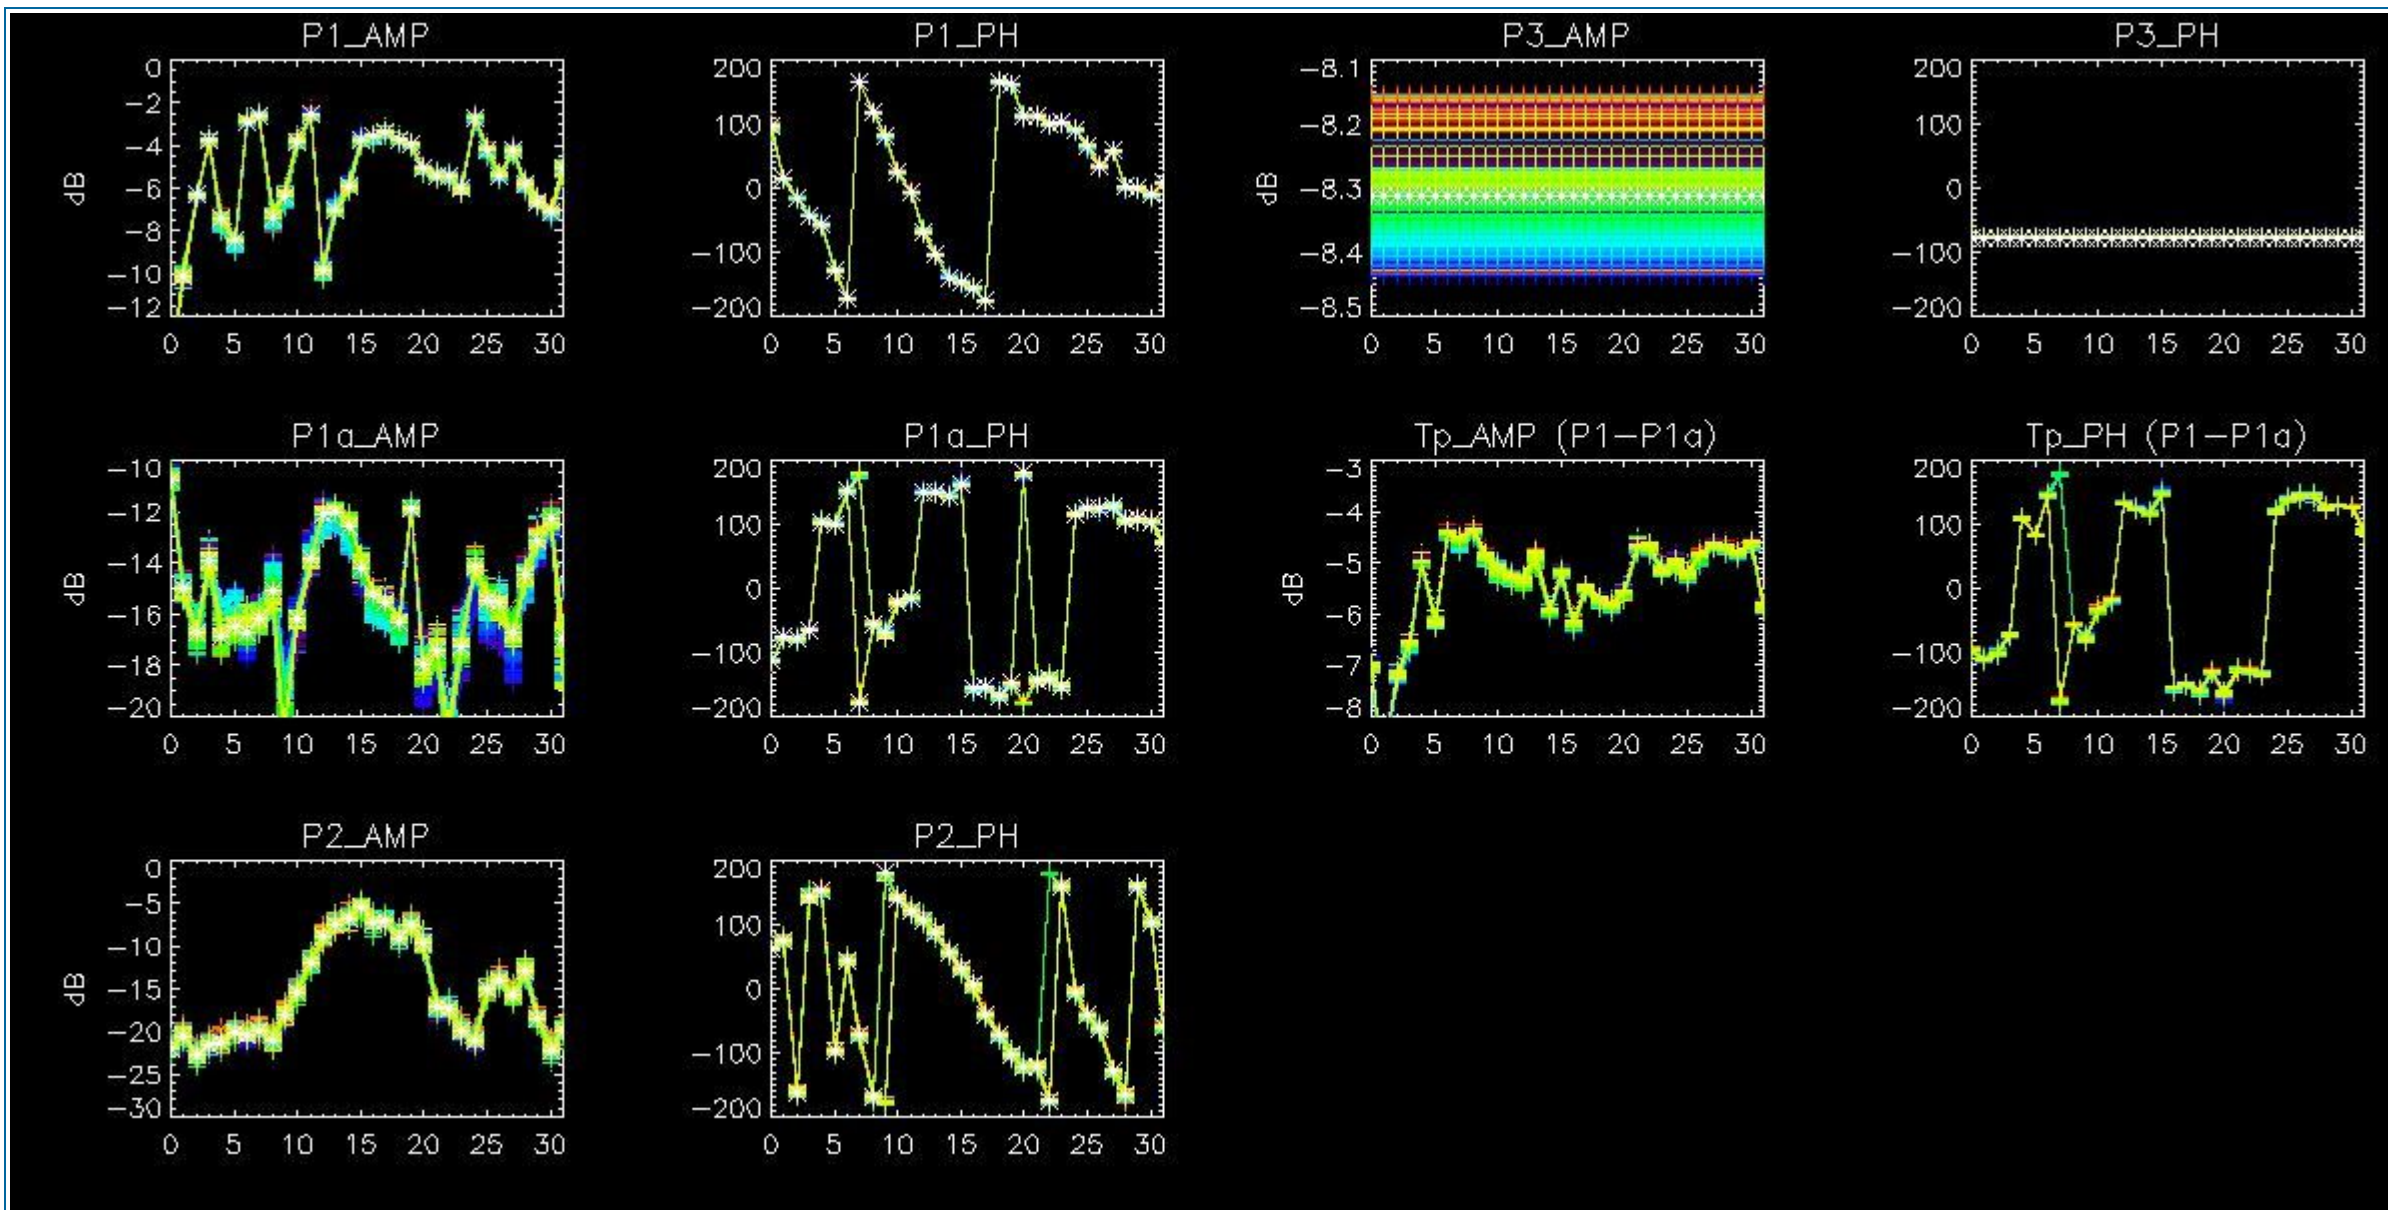 P1_AMP
0
−2
−4
−6
−8
−10
−12
dB
0 5 10 15 20 25 30
P1_PH
200
100
0
−100
−200
0 5 10 15 20 25 30
P3_AMP
−8.1
−8.2
−8.3
−8.4
−8.5
dB
0 5 10 15 20 25 30
P3_PH
200
100
0
−100
−200
0 5 10 15 20 25 30
P1a_AMP
−10
−12
−14
−16
−18
−20
dB
0 5 10 15 20 25 30
P1a_PH
200
100
0
−100
−200
0 5 10 15 20 25 30
Tp_AMP (P1−P1a)
−3
−4
−5
−6
−7
−8
dB
0 5 10 15 20 25 30
Tp_PH (P1−P1a)
200
100
0
−100
−200
0 5 10 15 20 25 30
P2_AMP
0
−5
−10
−15
−20
−25
−30
dB
0 5 10 15 20 25 30
P2_PH
200
100
0
−100
−200
0 5 10 15 20 25 30